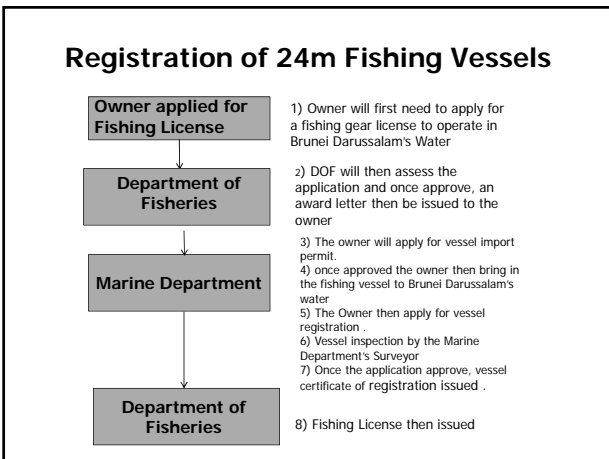 Registration of 24m Fishing Vessels
Owner applied for
Fishing License
1) Owner will first need to apply for
a fishing gear license to operate in
Brunei Darussalam's Water
Department of
Fisheries
2) DOF will then assess the
application and once approve, an
award letter then be issued to the
owner
Marine Department
3) The owner will apply for vessel import
permit.
4) once approved the owner then bring in
the fishing vessel to Brunei Darussalam's
water
5) The Owner then apply for vessel
registration .
6) Vessel inspection by the Marine
Department's Surveyor
7) Once the application approve, vessel
certificate of registration issued .
Department of
Fisheries
8) Fishing License then issued